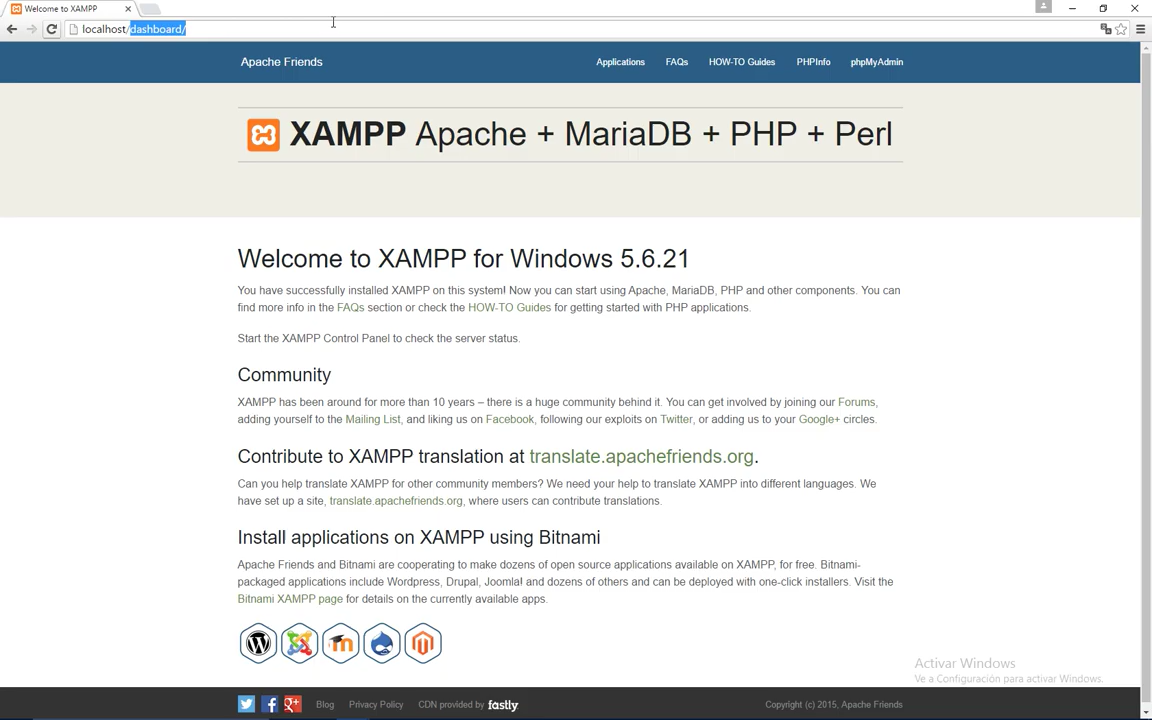 Welcome to XAMPP
localhost/dashboard/
Apache Friends
Applications
FAQs
HOW-TO Guides
PHPInfo
phpMyAdmin
XAMPP Apache + MariaDB + PHP + Perl
Welcome to XAMPP for Windows 5.6.21
You have successfully installed XAMPP on this system! Now you can start using Apache, MariaDB, PHP and other components. You can
find more info in the FAQs section or check the HOW-TO Guides for getting started with PHP applications.
Start the XAMPP Control Panel to check the server status.
Community
XAMPP has been around for more than 10 years – there is a huge community behind it. You can get involved by joining our Forums,
adding yourself to the Mailing List, and liking us on Facebook, following our exploits on Twitter, or adding us to your Google+ circles.
Contribute to XAMPP translation at translate.apachefriends.org.
Can you help translate XAMPP for other community members? We need your help to translate XAMPP into different languages. We
have set up a site, translate.apachefriends.org, where users can contribute translations.
Install applications on XAMPP using Bitnami
Apache Friends and Bitnami are cooperating to make dozens of open source applications available on XAMPP, for free. Bitnami-
packaged applications include Wordpress, Drupal, Joomla! and dozens of others and can be deployed with one-click installers. Visit the
Bitnami XAMPP page for details on the currently available apps.
Activar Windows
Ve a Configuración para activar Windows.
Blog
Privacy Policy
CDN provided by fastly
Copyright (c) 2015, Apache Friends